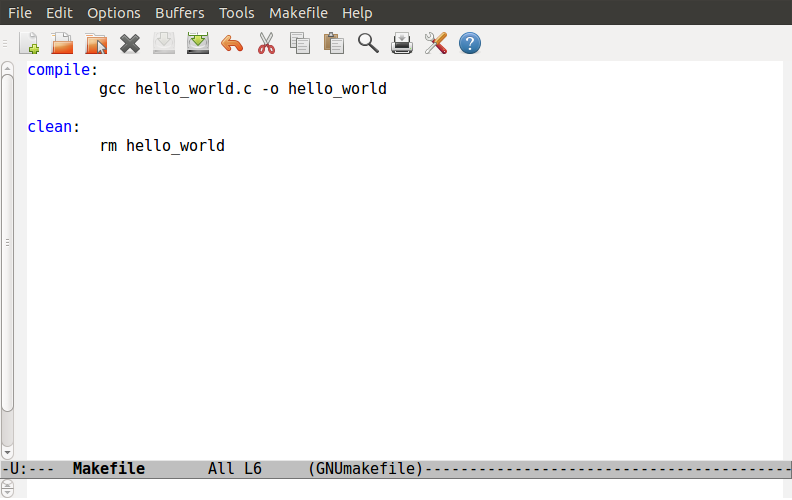 File Edit Options Buffers Tools Makefile Help
compile:
        gcc hello_world.c -o hello_world
clean:
        rm hello_world
-U:---  Makefile       All L6     (GNUmakefile)-----------------------------------------